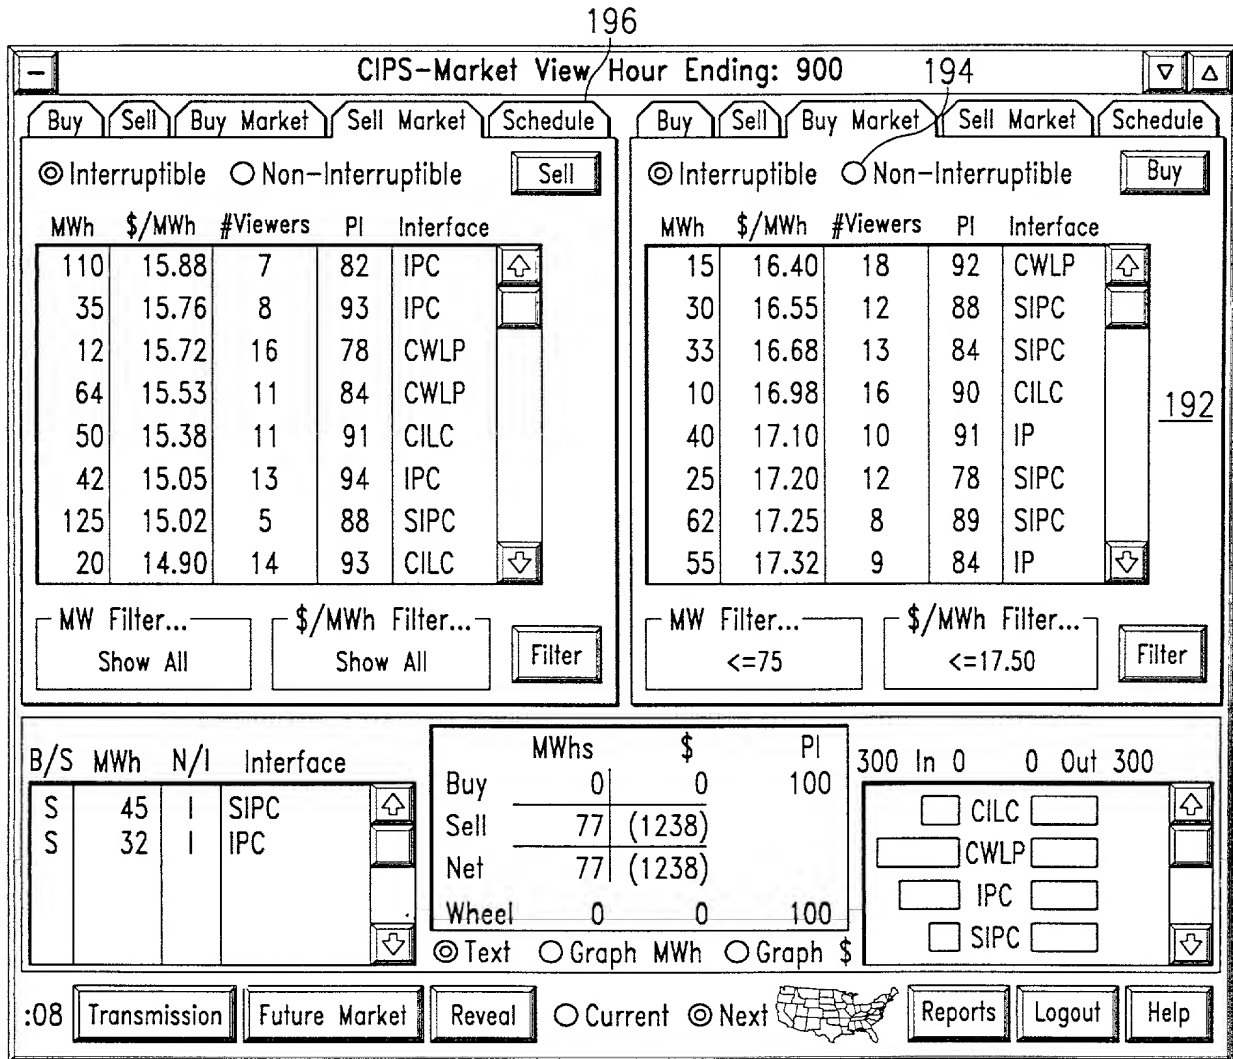 196
CIPS-Market View Hour Ending: 900
194
Buy Sell Buy Market Sell Market Schedule
Buy Sell Buy Market Sell Market Schedule
Interruptible Non-Interruptible Sell
Interruptible Non-Interruptible Buy
MWh $/MWh #Viewers PI Interface
110 15.88 7 82 IPC
35 15.76 8 93 IPC
12 15.72 16 78 CWLP
64 15.53 11 84 CWLP
50 15.38 11 91 CILC
42 15.05 13 94 IPC
125 15.02 5 88 SIPC
20 14.90 14 93 CILC
MWh $/MWh #Viewers PI Interface
15 16.40 18 92 CWLP
30 16.55 12 88 SIPC
33 16.68 13 84 SIPC
10 16.98 16 90 CILC
40 17.10 10 91 IP
25 17.20 12 78 SIPC
62 17.25 8 89 SIPC
55 17.32 9 84 IP
192
MW Filter... $/MWh Filter...
Show All Show All Filter
MW Filter... $/MWh Filter...
<=75 <=17.50 Filter
B/S MWh N/I Interface
S 45 I SIPC
S 32 I IPC
MWhs $ PI
Buy 0 0 100
Sell 77 (1238)
Net 77 (1238)
Wheel 0 0 100
Text Graph MWh Graph $
300 In 0 0 Out 300
CILC
CWLP
IPC
SIPC
:08 Transmission Future Market Reveal Current Next Reports Logout Help